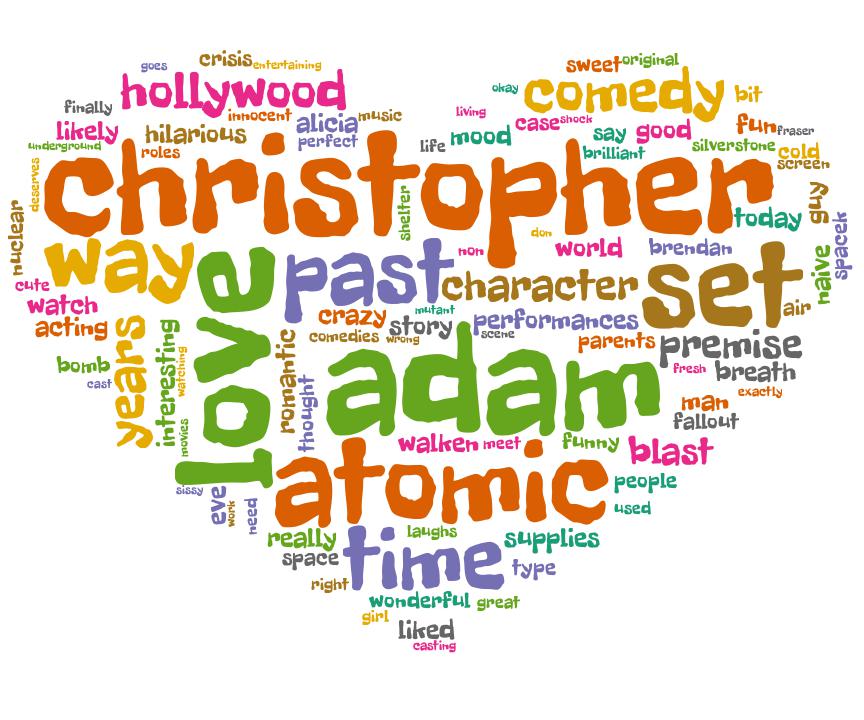 goes
crisis
entertaining
sweet
original
hollywood
okay
comedy
bit
finally
innocent
alicia
music
living
case
shock
fun
fraser
likely
hilarious
perfect
life
mood
say
good
underground
roles
brilliant
silverstone
cold
screen
deserves
christopher
shelter
guy
today
nuclear
don
spacek
way
love
past
non
world
brendan
set
naive
cute
character
air
watch
crazy
mutant
performances
acting
years
interesting
comedies
wrong
story
scene
parents
premise
bomb
watching
romantic
adam
fresh
breath
cast
thought
exactly
man
fallout
movies
walken
meet
funny
blast
sissy
eve
work
need
atomic
people
used
really
laughs
supplies
space
time
type
right
wonderful
great
girl
liked
casting